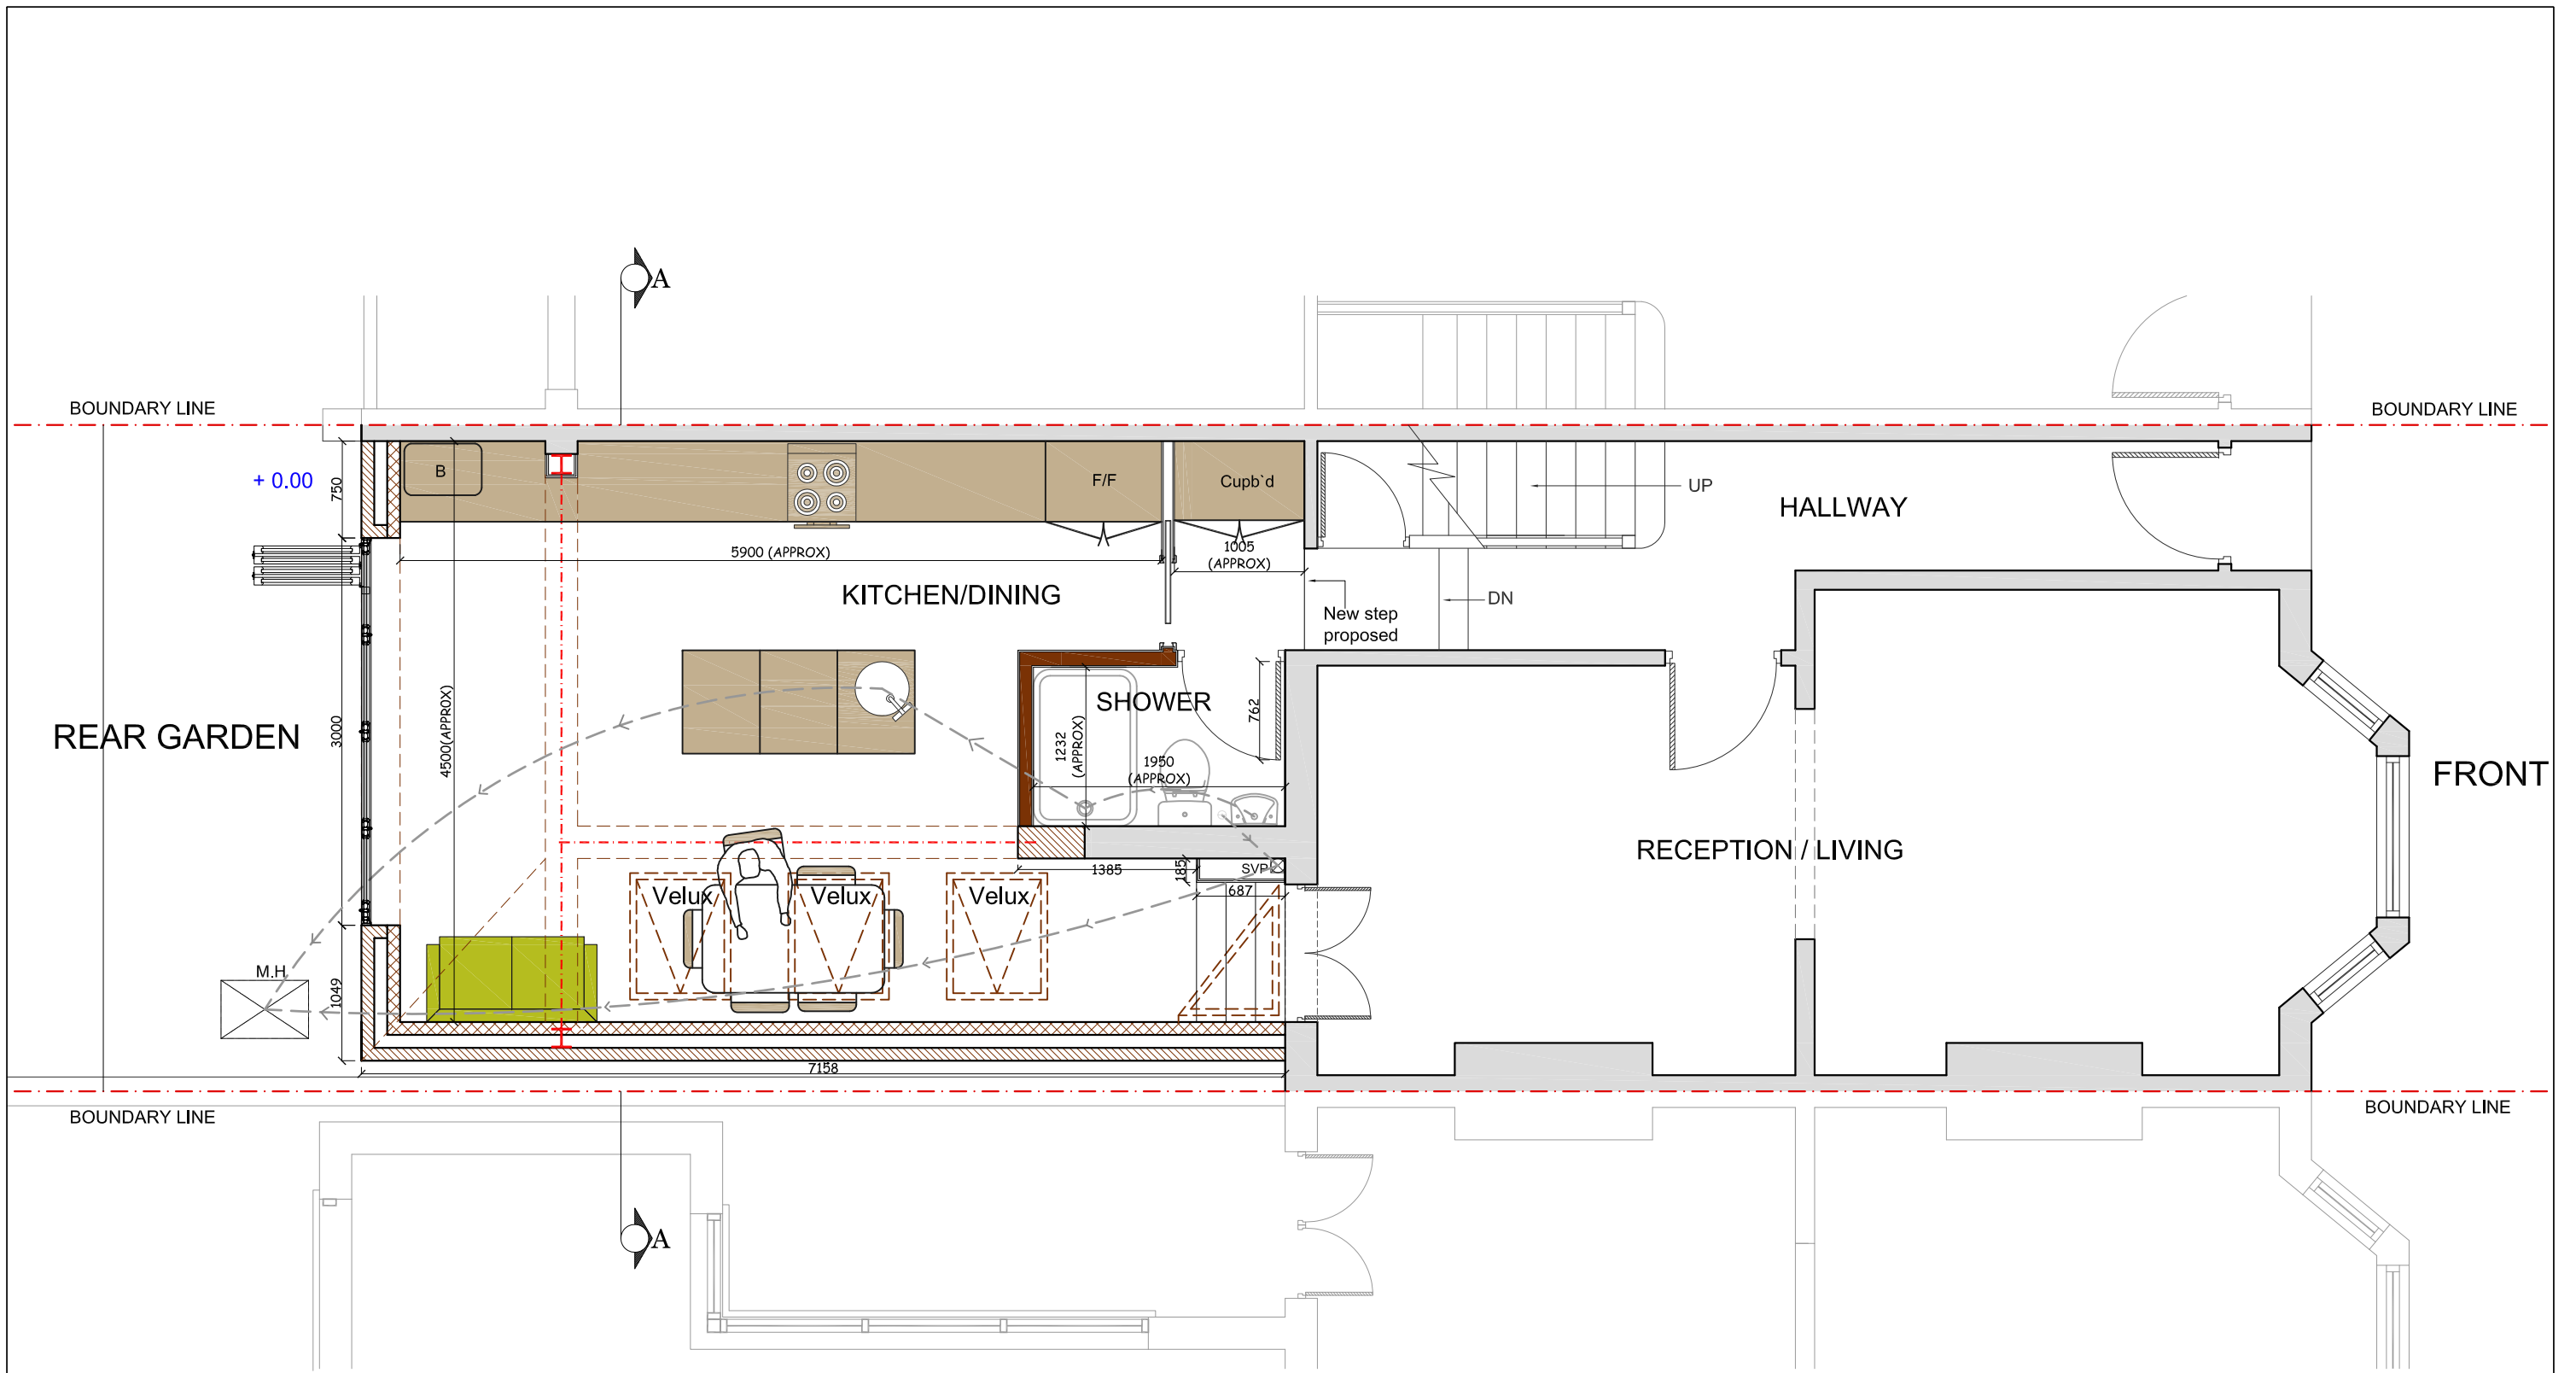 A
BOUNDARY LINE
BOUNDARY LINE
+ 0.00
750
B
F/F
Cupb`d
UP
HALLWAY
5900 (APPROX)
1005
(APPROX)
KITCHEN/DINING
New step
proposed
DN
REAR GARDEN
3000
4500(APPROX)
SHOWER
762
1232
(APPROX)
1950
(APPROX)
FRONT
RECEPTION / LIVING
1385
185
SVP
687
Velux
Velux
Velux
M.H
1049
7158
BOUNDARY LINE
BOUNDARY LINE
A